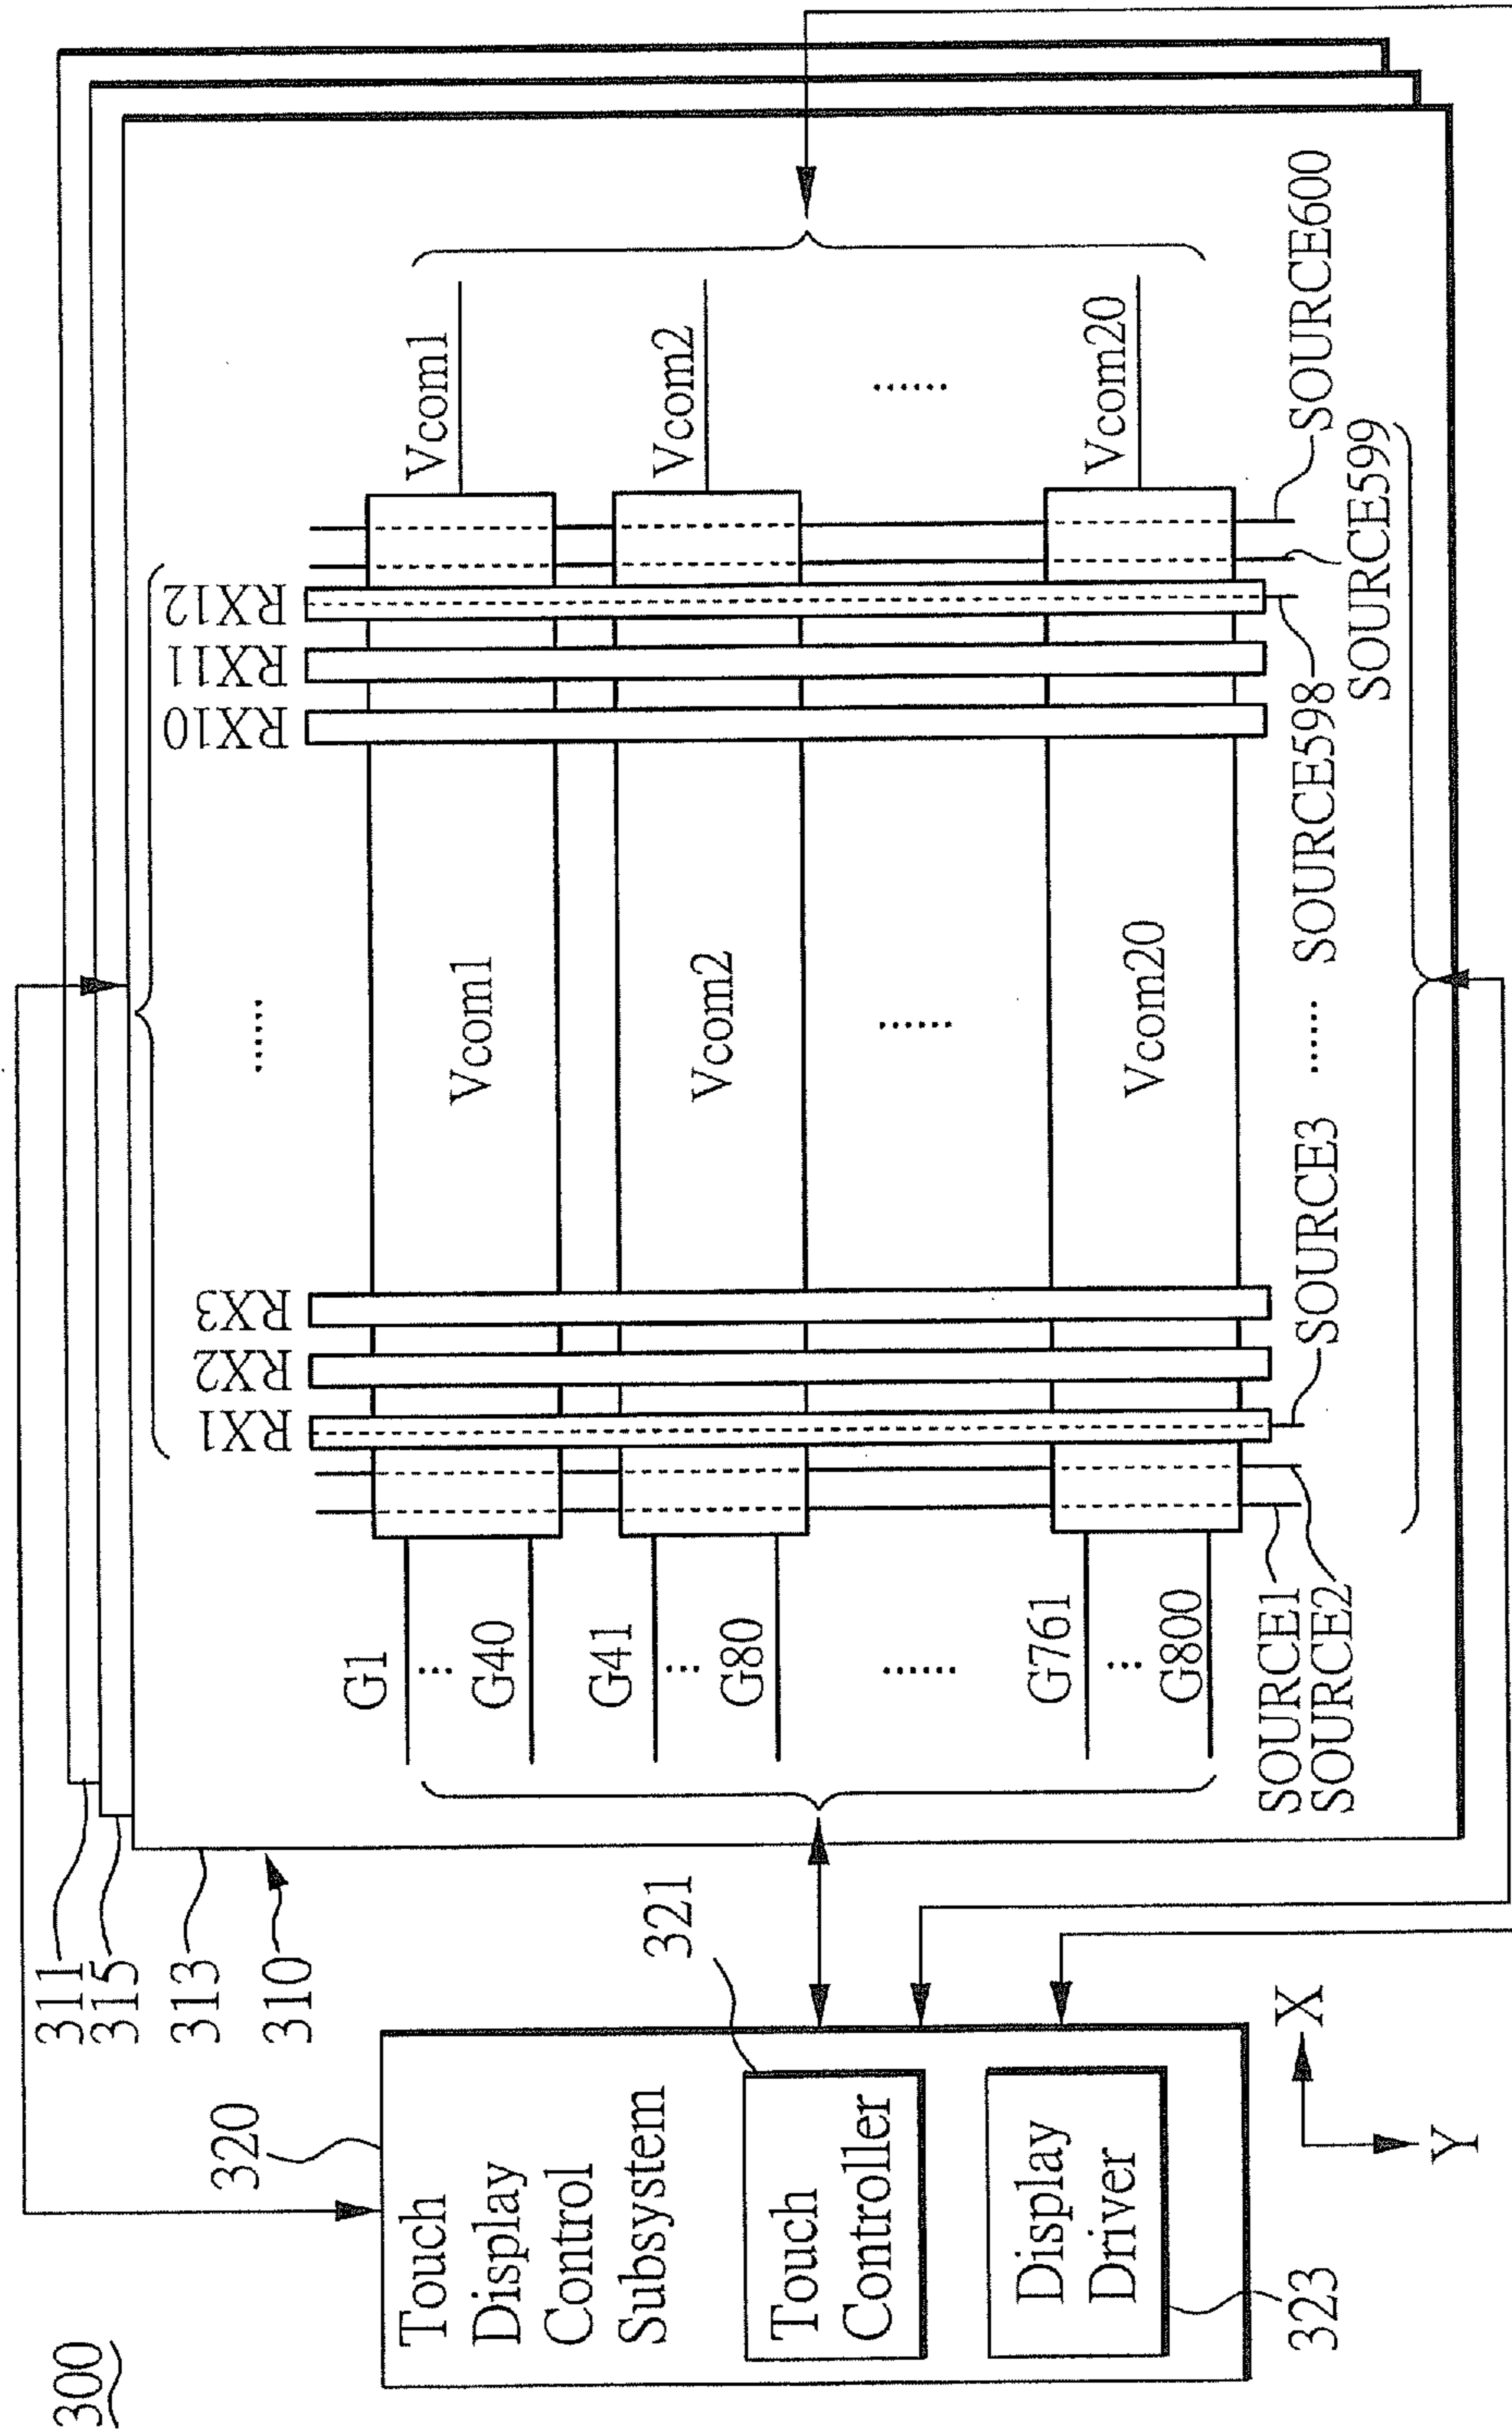 300
311
315
313
310
320
Touch
Display
Control
Subsystem
321
Touch
Controller
Display
Driver
323
X
Y
RX1
RX2
RX3
......
RX10
RX11
RX12
G1
...
G40
Vcom1
Vcom1
G41
...
G80
Vcom2
Vcom2
......
......
......
G761
...
G800
Vcom20
Vcom20
SOURCE1
SOURCE2
SOURCE3
......
SOURCE598
SOURCE599
SOURCE600